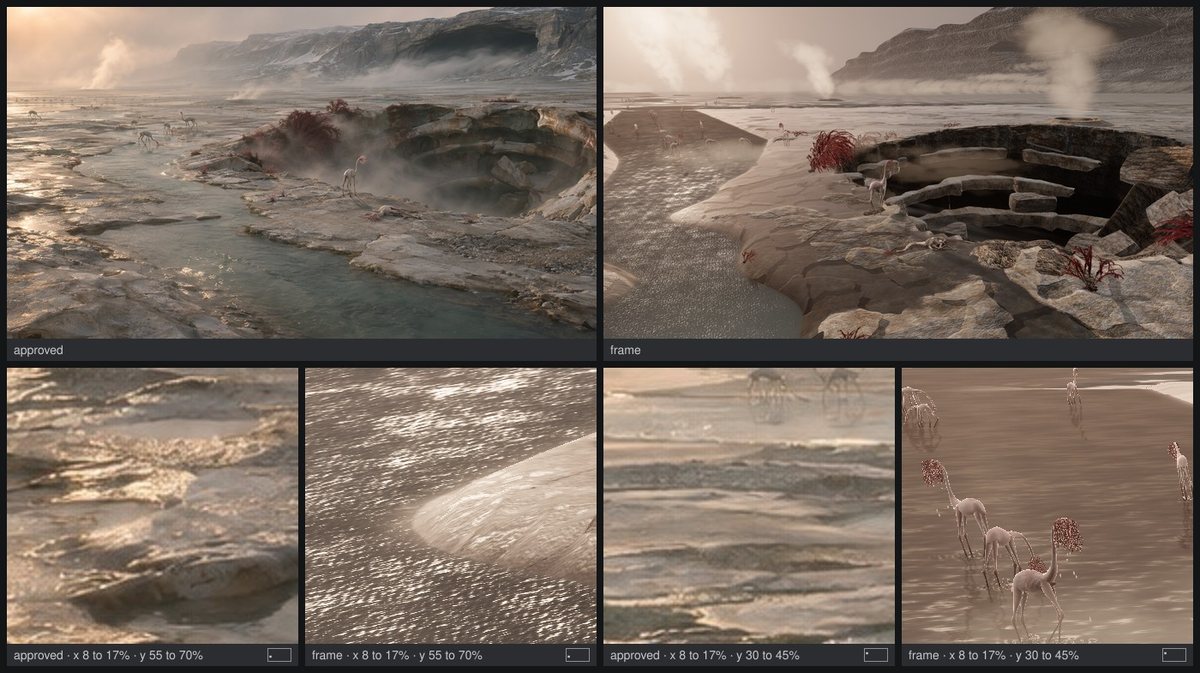 approved
frame
approved · x 8 to 17% · y 55 to 70%
frame · x 8 to 17% · y 55 to 70%
approved · x 8 to 17% · y 30 to 45%
frame · x 8 to 17% · y 30 to 45%